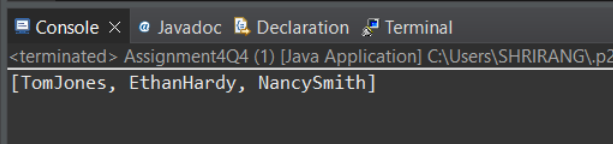 Console Javadoc Declaration Terminal
<terminated> Assignment4Q4 (1) [Java Application] C:\Users\SHRIRANG\.p2
[TomJones, EthanHardy, NancySmith]